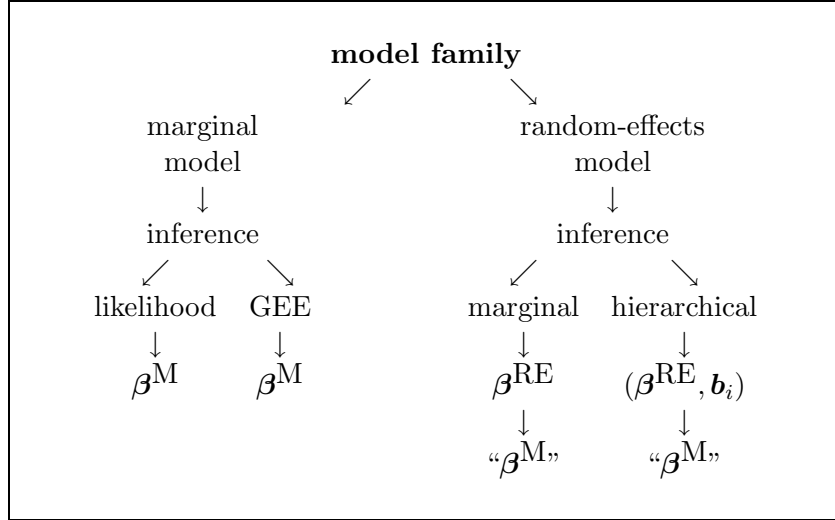 model family
↙ ↘
marginal random-effects
model model
↓ ↓
inference inference
↙ ↘ ↙ ↘
likelihood GEE marginal hierarchical
↓ ↓ ↓ ↓
β^M β^M β^RE (β^RE, b_i)
↓ ↓
“β^M” “β^M”